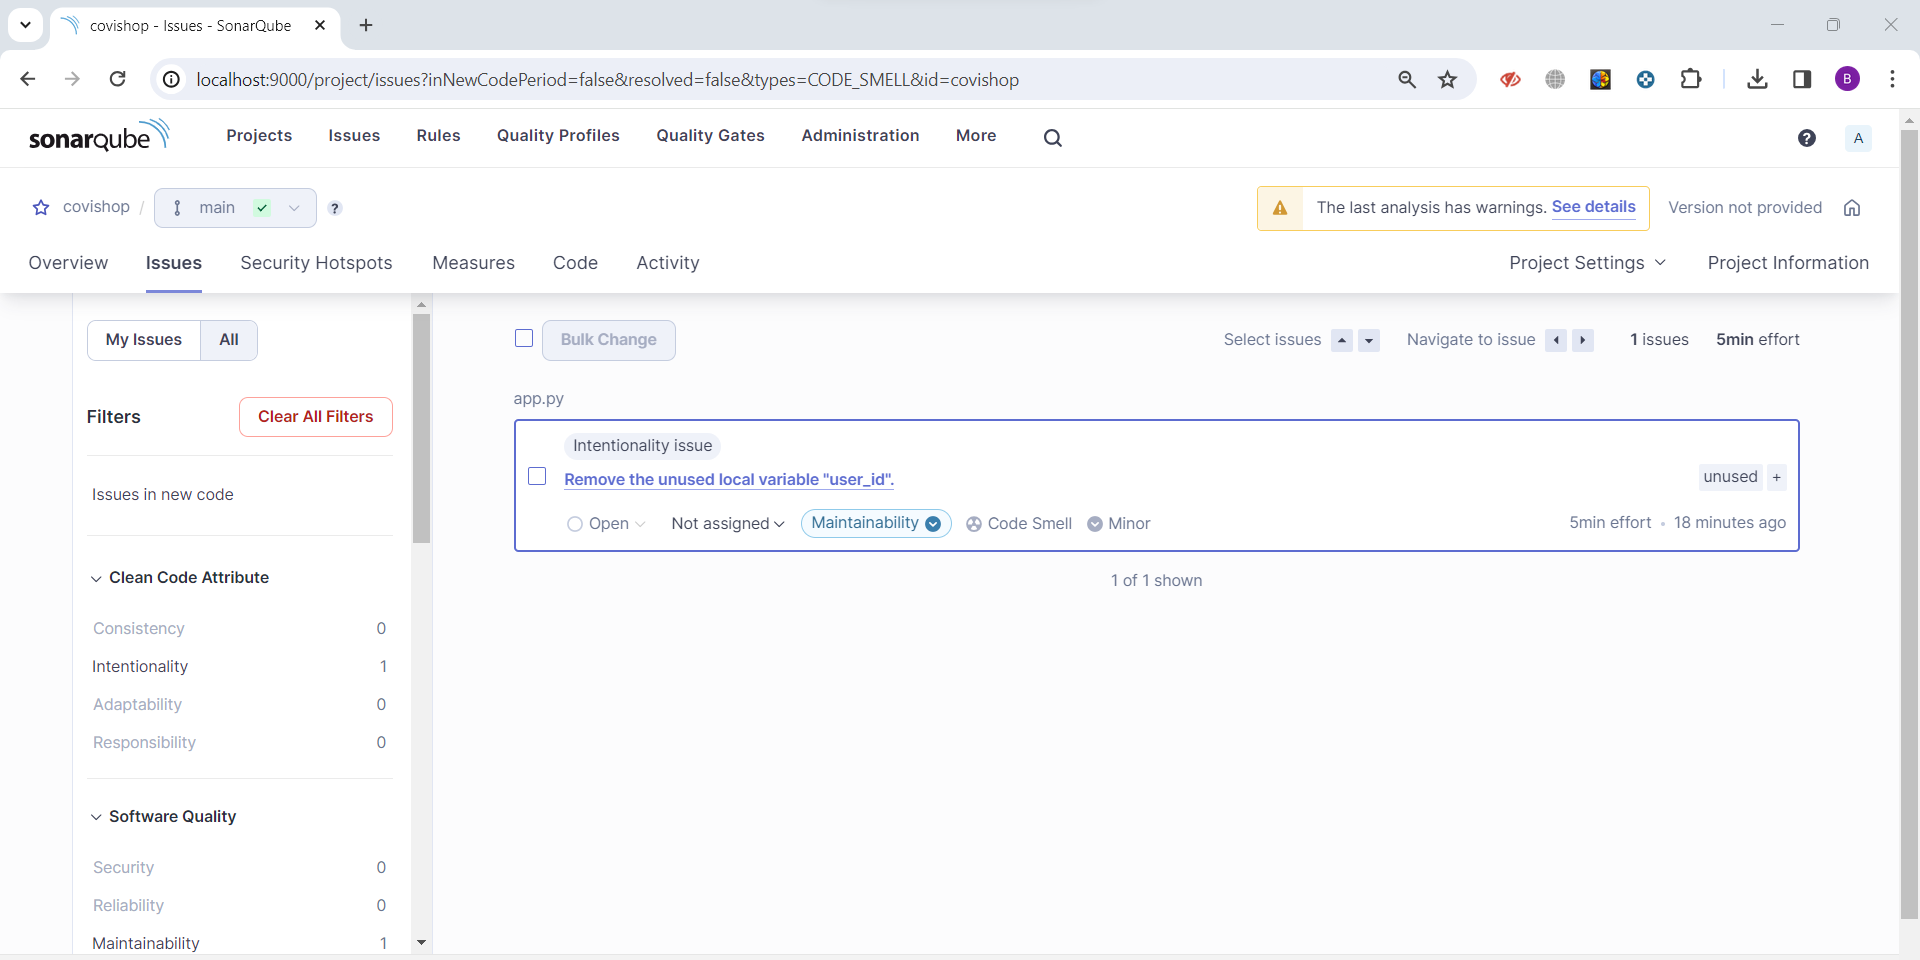 covishop - Issues - SonarQube
localhost:9000/project/issues?inNewCodePeriod=false&resolved=false&types=CODE_SMELL&id=covishop
B
sonarqube
Projects Issues Rules Quality Profiles Quality Gates Administration More
? A
covishop / main ?
The last analysis has warnings. See details
Version not provided
Overview Issues Security Hotspots Measures Code Activity
Project Settings Project Information
My Issues All
Filters Clear All Filters
Issues in new code
Clean Code Attribute
Consistency 0
Intentionality 1
Adaptability 0
Responsibility 0
Software Quality
Security 0
Reliability 0
Maintainability 1
Bulk Change
Select issues Navigate to issue 1 issues 5min effort
app.py
Intentionality issue
Remove the unused local variable "user_id".
unused +
Open Not assigned Maintainability Code Smell Minor
5min effort • 18 minutes ago
1 of 1 shown